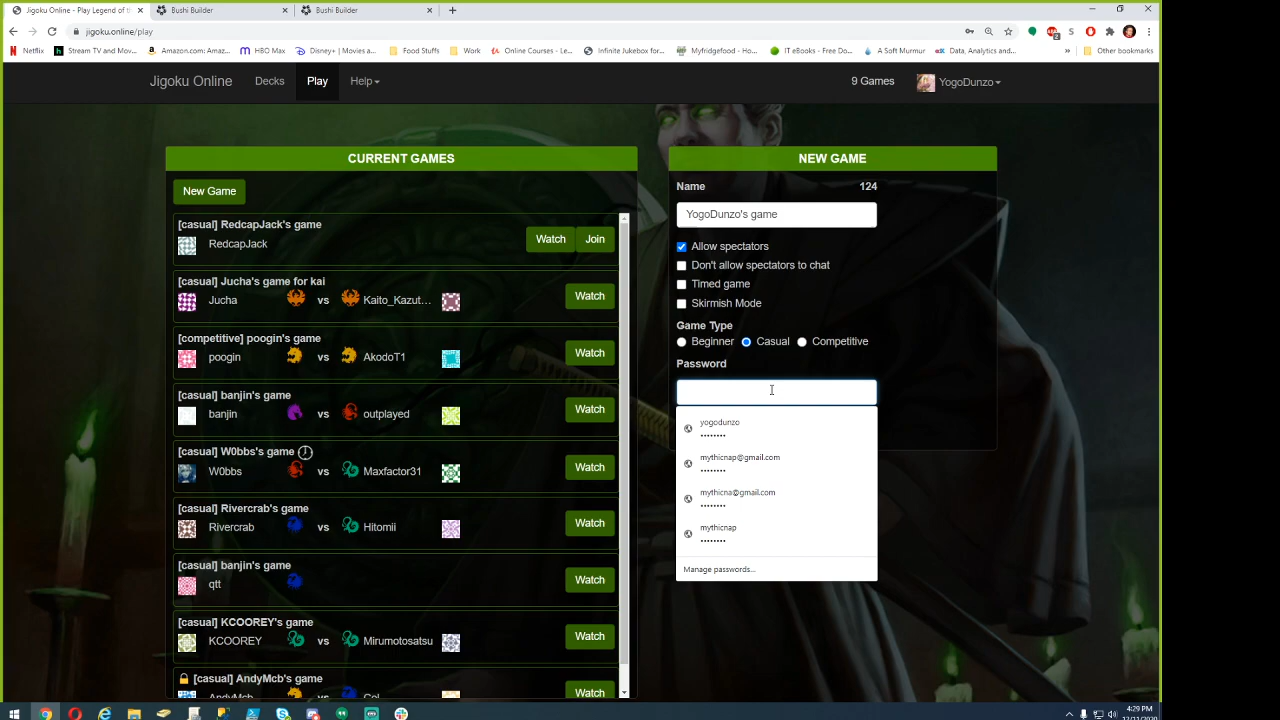 Jigoku Online - Play Legend of th
Bushi Builder
Bushi Builder
jigoku.online/play
Netflix
Stream TV and Mov...
Amazon.com: Amaz...
HBO Max
Disney+ | Movies a...
Food Stuffs
Work
Online Courses - Le...
Infinite Jukebox for...
Myfridgefood - Ho...
IT eBooks - Free Do...
A Soft Murmur
Data, Analytics and...
Other bookmarks
Jigoku Online
Decks
Play
Help
9 Games
YogoDunzo
CURRENT GAMES
New Game
[casual] RedcapJack's game
RedcapJack
Watch
Join
[casual] Jucha's game for kai
Jucha
vs
Kaito_Kazut...
Watch
[competitive] poogin's game
poogin
vs
AkodoT1
Watch
[casual] banjin's game
banjin
vs
outplayed
Watch
[casual] W0bbs's game
W0bbs
vs
Maxfactor31
Watch
[casual] Rivercrab's game
Rivercrab
vs
Hitomii
Watch
[casual] banjin's game
qtt
Watch
[casual] KCOOREY's game
KCOOREY
vs
Mirumotosatsu
Watch
[casual] AndyMcb's game
AndyMcb
vs
Watch
NEW GAME
Name
124
YogoDunzo's game
Allow spectators
Don't allow spectators to chat
Timed game
Skirmish Mode
Game Type
Beginner
Casual
Competitive
Password
yogodunzo
••••••••
mythicnap@gmail.com
••••••••
mythicna@gmail.com
••••••••
mythicnap
••••••••
Manage passwords...
4:29 PM